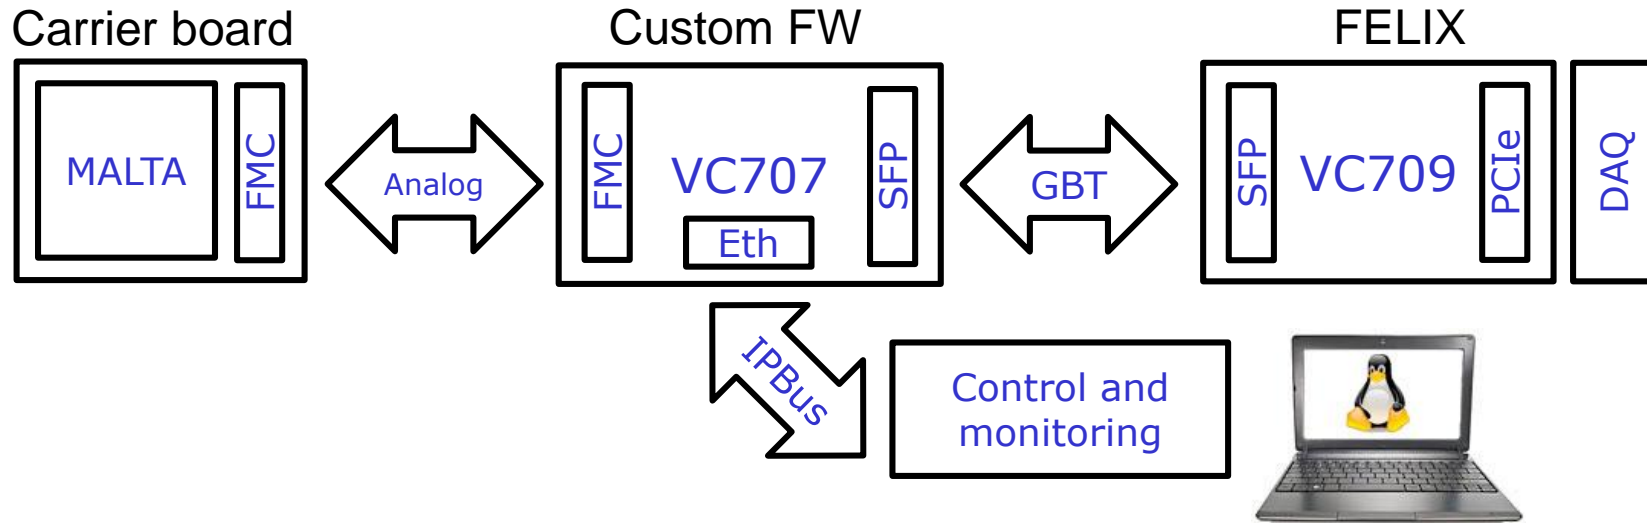 Carrier board
Custom FW
FELIX
MALTA
FMC
Analog
FMC
VC707
SFP
Eth
GBT
SFP
VC709
PCIe
DAQ
IPBus
Control and
monitoring